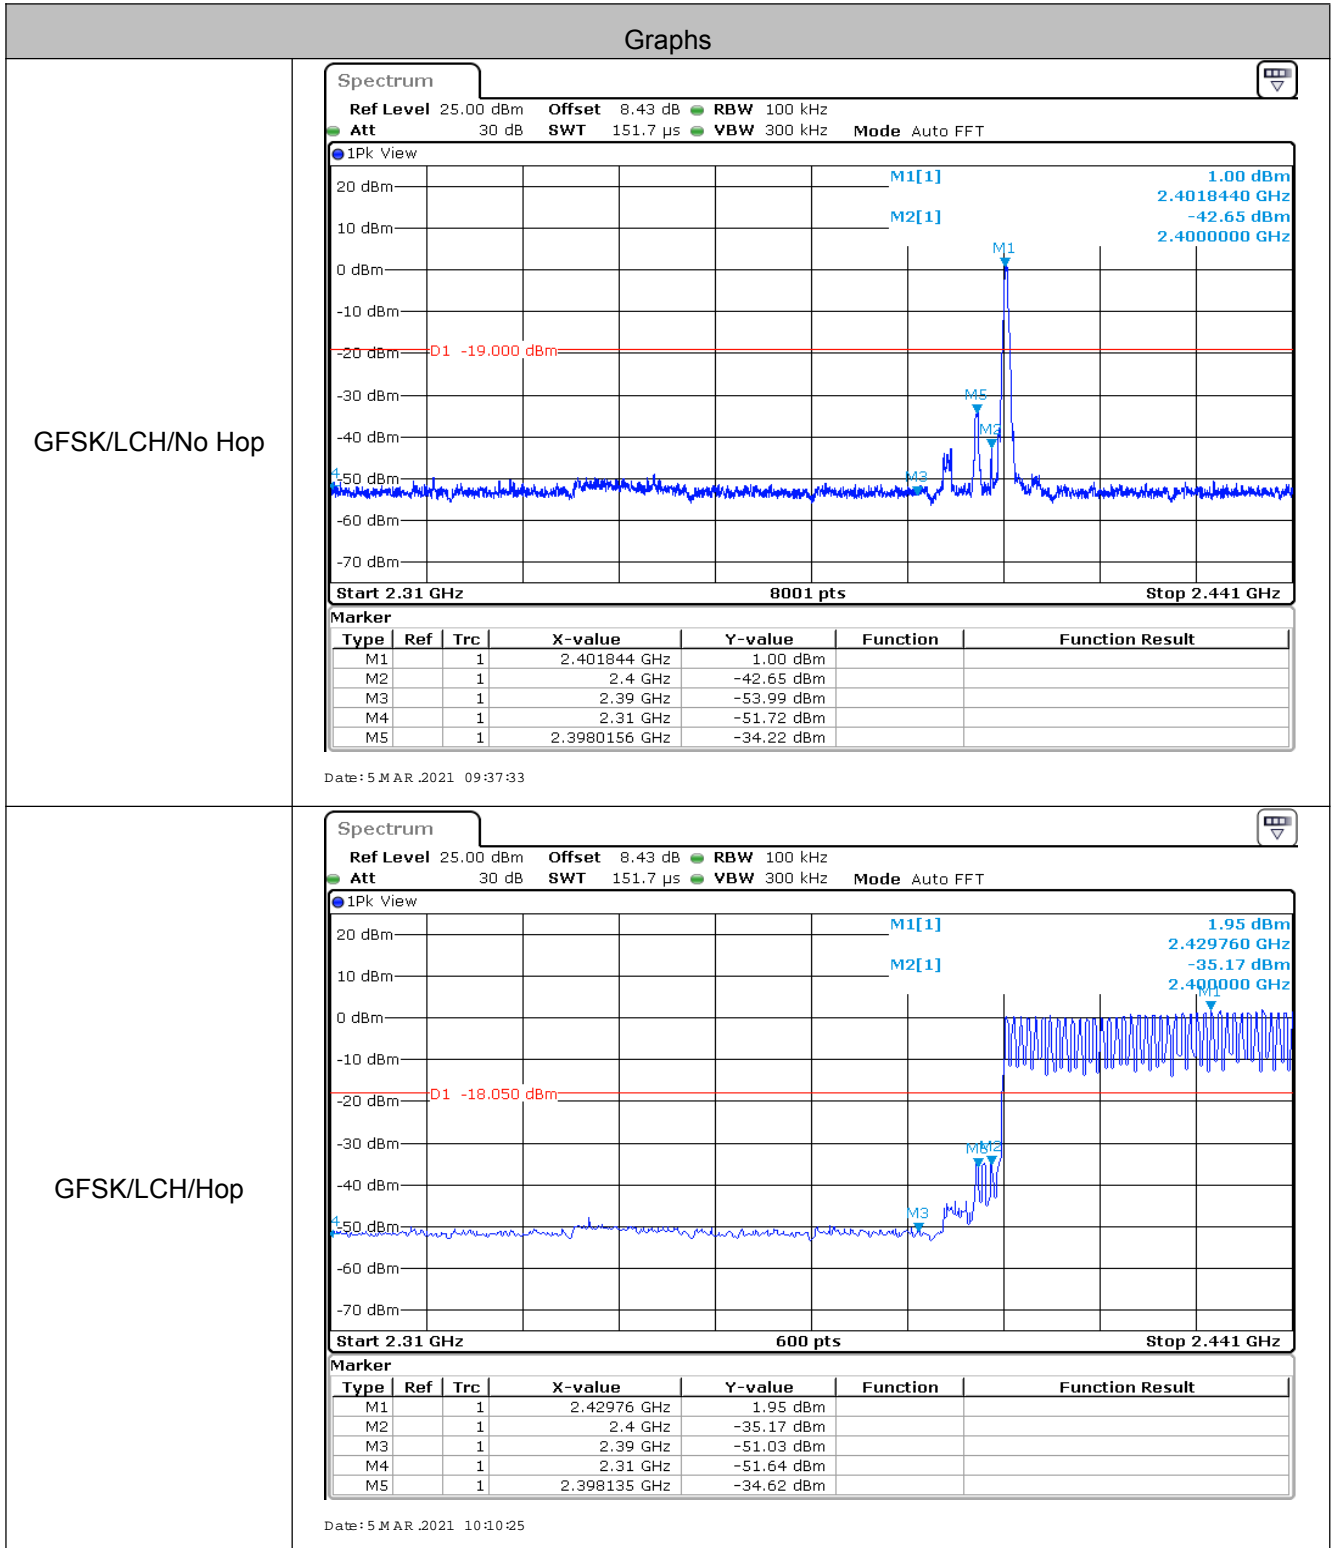 Graphs
GFSK/LCH/No Hop
Spectrum
Ref Level 25.00 dBm Offset 8.43 dB RBW 100 kHz
Att 30 dB SWT 151.7 µs VBW 300 kHz Mode Auto FFT
1Pk View
M1[1] 1.00 dBm
2.4018440 GHz
M2[1] -42.65 dBm
2.4000000 GHz
20 dBm
10 dBm
M1
0 dBm
-10 dBm
-20 dBm
D1 -19.000 dBm
-30 dBm
M5
-40 dBm
M2
4
-50 dBm
M3
-60 dBm
-70 dBm
Start 2.31 GHz 8001 pts Stop 2.441 GHz
Marker
Type Ref Trc X-value Y-value Function Function Result
M1 1 2.401844 GHz 1.00 dBm
M2 1 2.4 GHz -42.65 dBm
M3 1 2.39 GHz -53.99 dBm
M4 1 2.31 GHz -51.72 dBm
M5 1 2.3980156 GHz -34.22 dBm
Date: 5.MAR.2021 09:37:33
GFSK/LCH/Hop
Spectrum
Ref Level 25.00 dBm Offset 8.43 dB RBW 100 kHz
Att 30 dB SWT 151.7 µs VBW 300 kHz Mode Auto FFT
1Pk View
M1[1] 1.95 dBm
2.429760 GHz
M2[1] -35.17 dBm
2.400000 GHz
20 dBm
10 dBm
M1
0 dBm
-10 dBm
D1 -18.050 dBm
-20 dBm
-30 dBm
M2
-40 dBm
M3
4
-50 dBm
-60 dBm
-70 dBm
Start 2.31 GHz 600 pts Stop 2.441 GHz
Marker
Type Ref Trc X-value Y-value Function Function Result
M1 1 2.42976 GHz 1.95 dBm
M2 1 2.4 GHz -35.17 dBm
M3 1 2.39 GHz -51.03 dBm
M4 1 2.31 GHz -51.64 dBm
M5 1 2.398135 GHz -34.62 dBm
Date: 5.MAR.2021 10:10:25